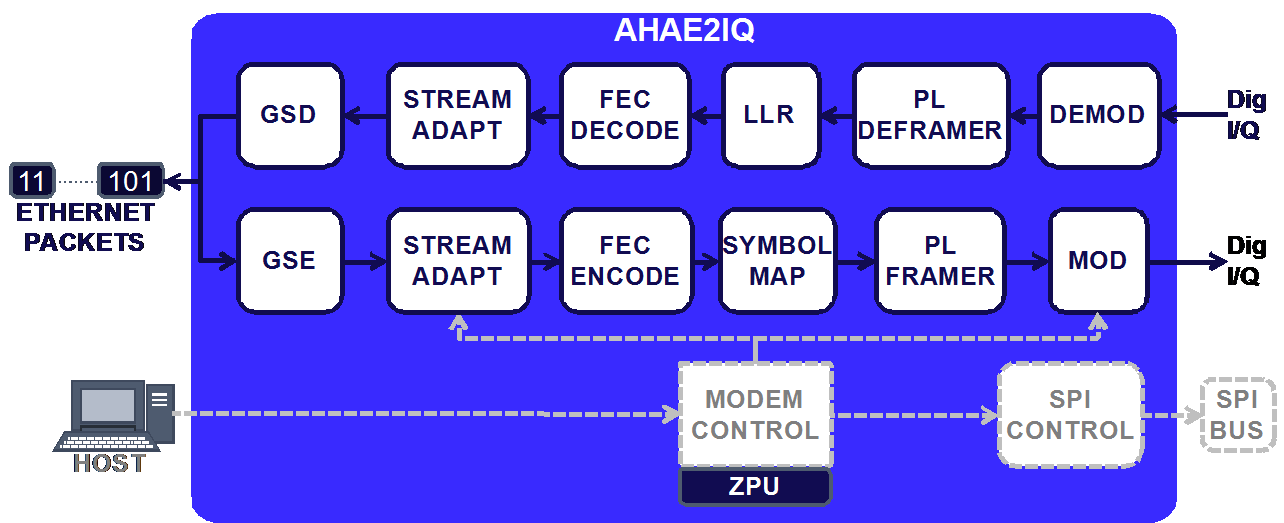 AHAE2IQ
GSD
STREAM
ADAPT
FEC
DECODE
LLR
PL
DEFRAMER
DEMOD
Dig
I/Q
11
101
ETHERNET
PACKETS
GSE
STREAM
ADAPT
FEC
ENCODE
SYMBOL
MAP
PL
FRAMER
MOD
Dig
I/Q
HOST
MODEM
CONTROL
ZPU
SPI
CONTROL
SPI
BUS